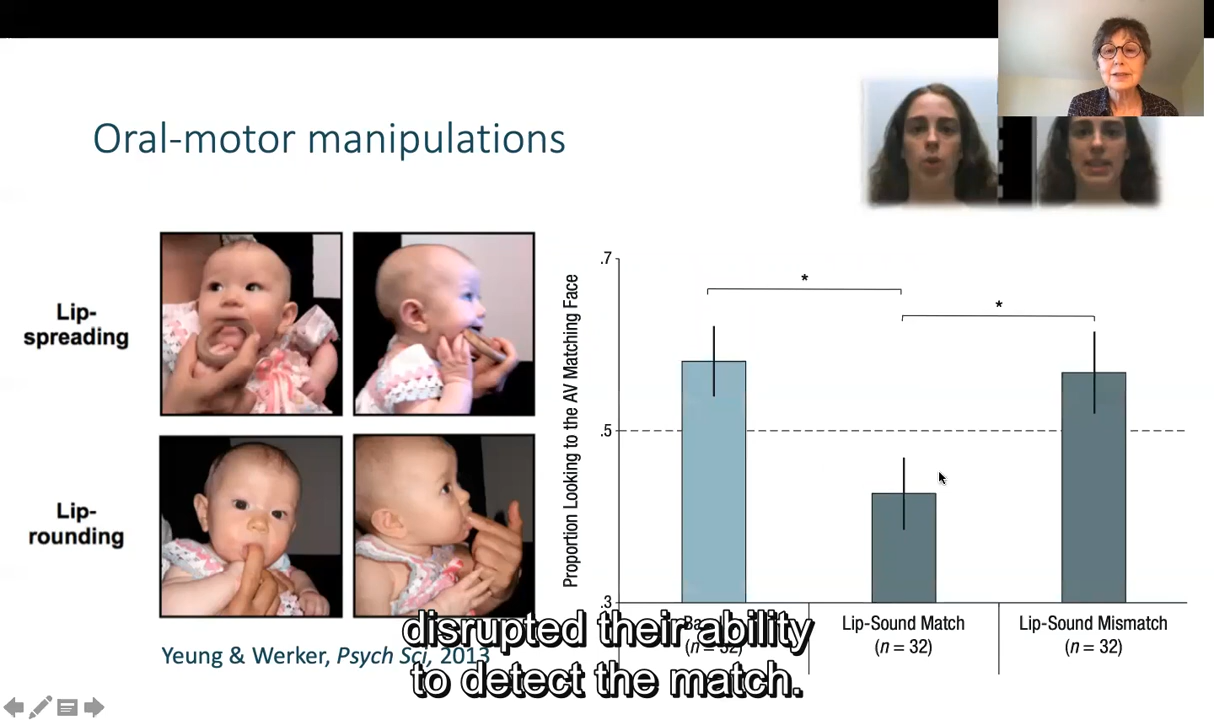 Oral-motor manipulations
Lip-
spreading
Lip-
rounding
Yeung & Werker, Psych Sci, 2013
Proportion Looking to the AV Matching Face
.7
.5
.3
*
*
Lip-Sound Match
(n = 32)
Lip-Sound Mismatch
(n = 32)
disrupted their ability
to detect the match.